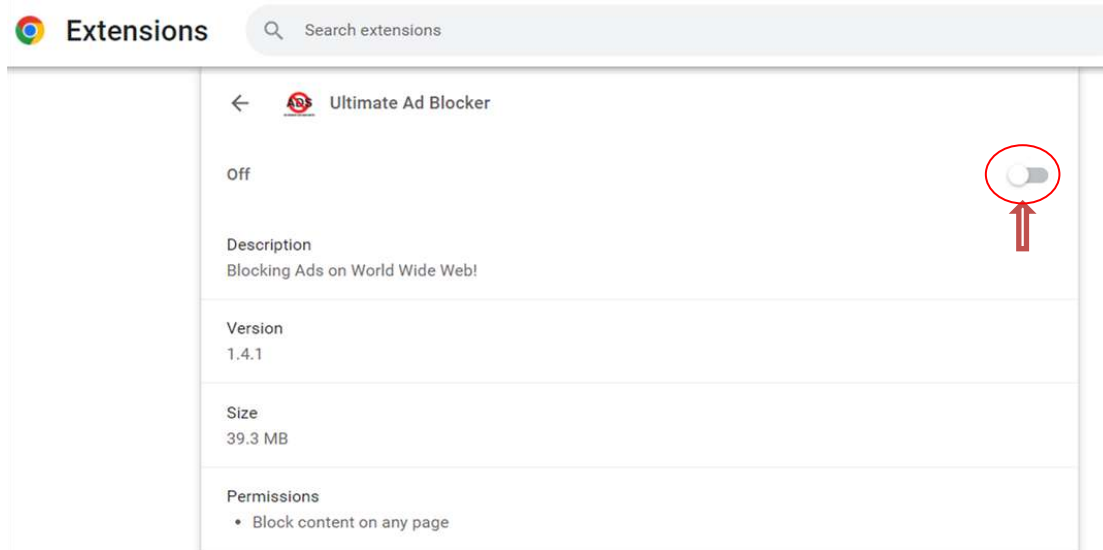 Extensions
Search extensions
ADS
Ultimate Ad Blocker
Off
Description
Blocking Ads on World Wide Web!
Version
1.4.1
Size
39.3 MB
Permissions
• Block content on any page